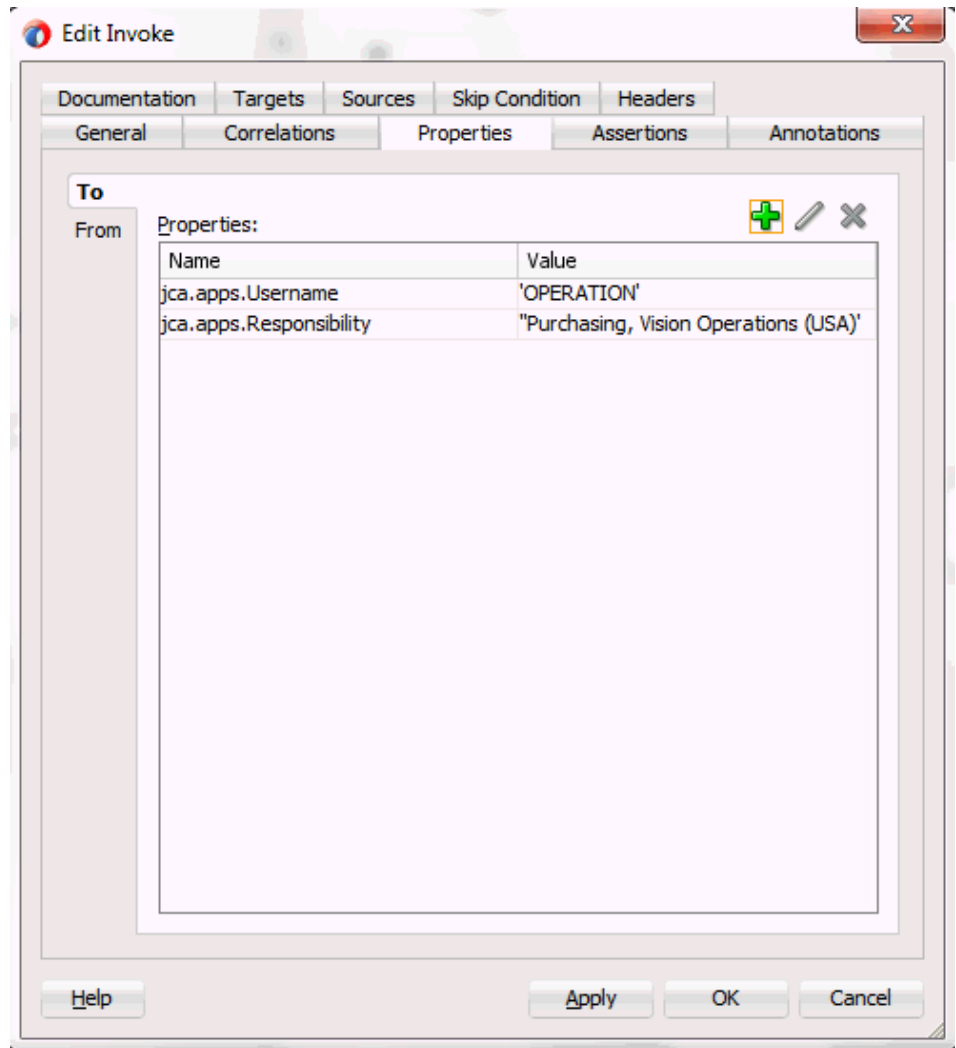 Edit Invoke
Documentation Targets Sources Skip Condition Headers
General Correlations Properties Assertions Annotations
To
From
Properties:
Name Value
jca.apps.Username 'OPERATION'
jca.apps.Responsibility "Purchasing, Vision Operations (USA)'
Help Apply OK Cancel